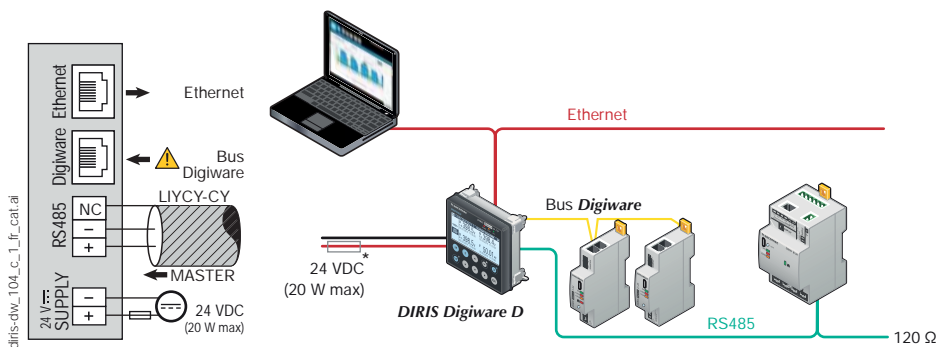 diris-dw_104_c_1_fr_cat.ai
Ethernet
Ethernet
Digiware
Bus
Digiware
LIYCY-CY
RS485
NC
–
+
MASTER
24 V
SUPPLY
–
+
24 VDC
(20 W max)
Ethernet
Bus Digiware
*
24 VDC
(20 W max)
DIRIS Digiware D
RS485
120 Ω